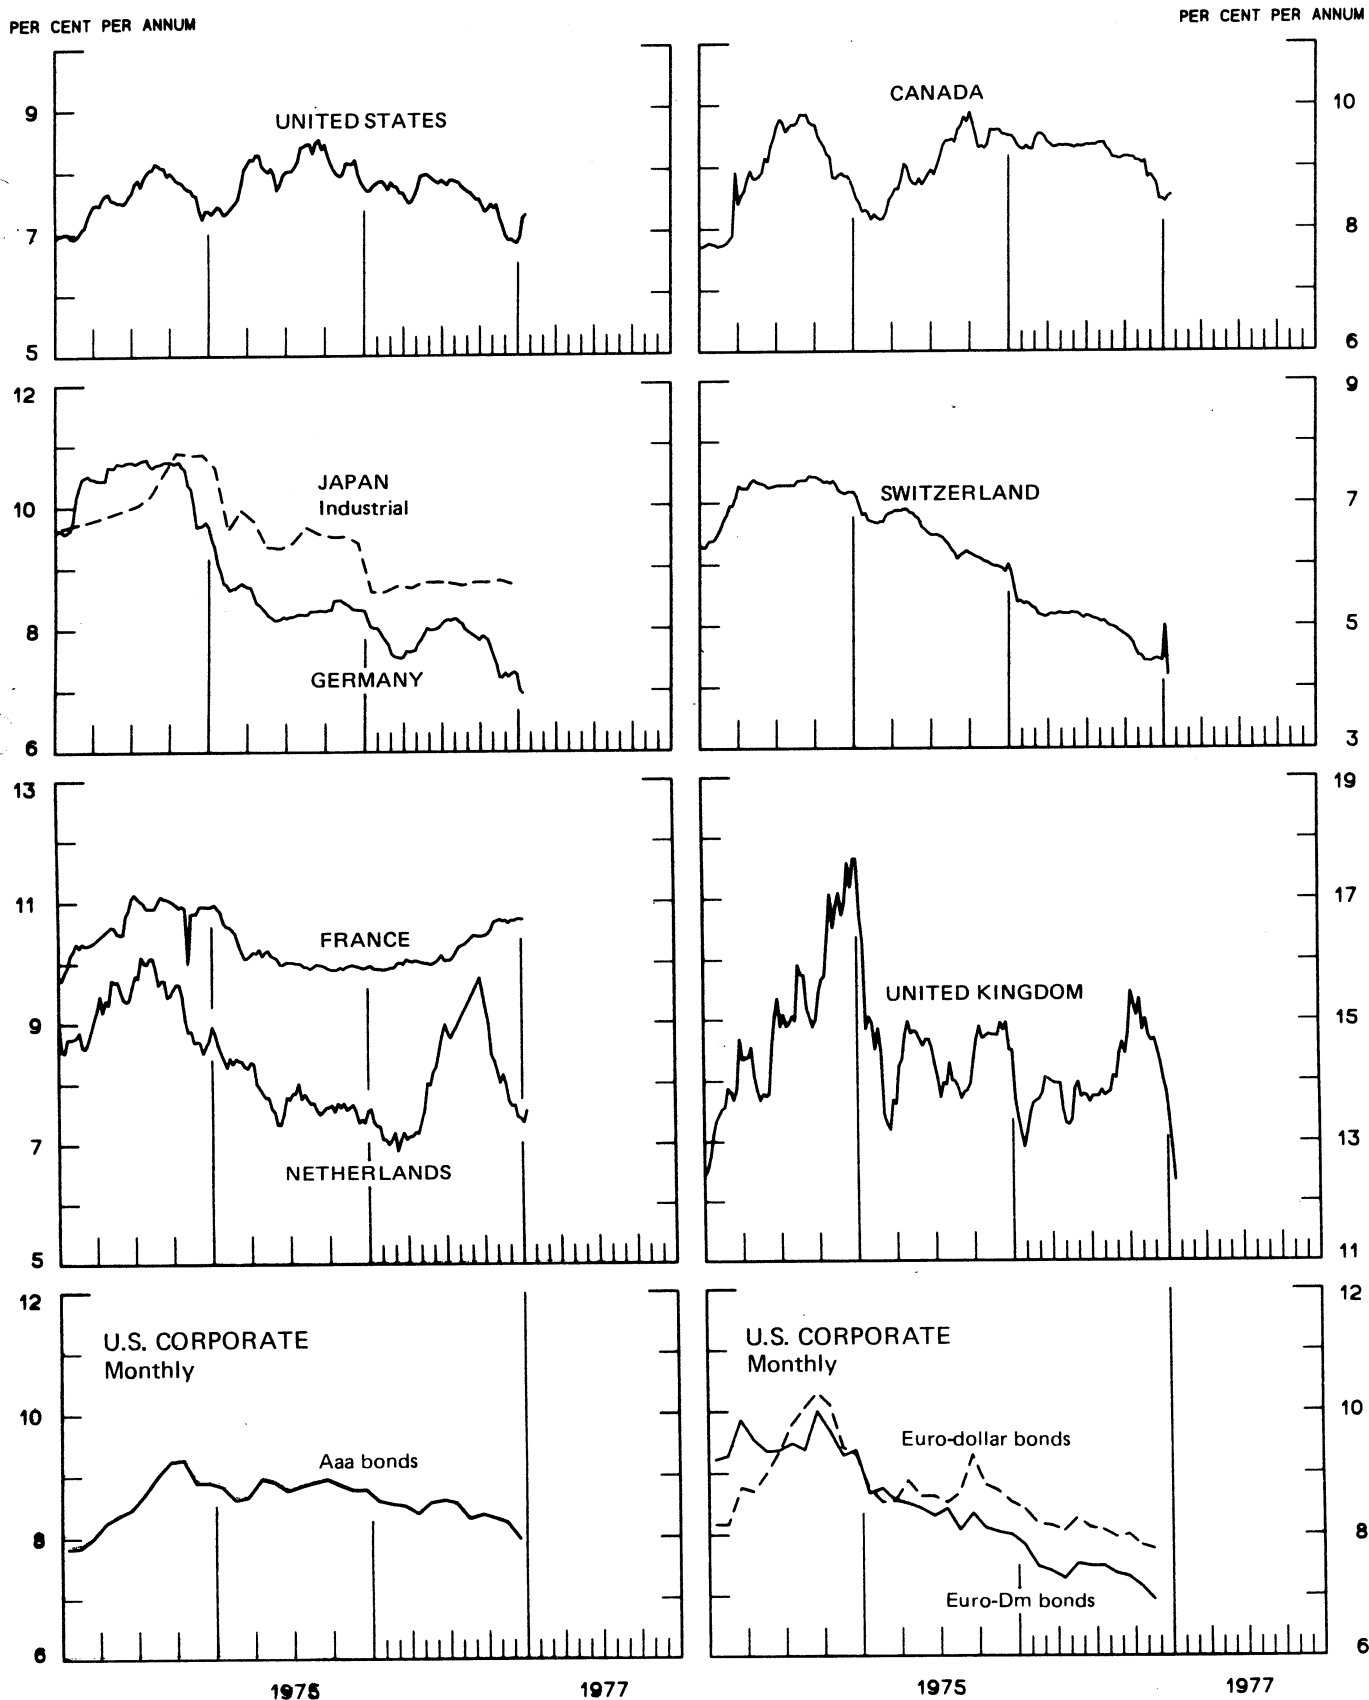 PER CENT PER ANNUM
PER CENT PER ANNUM
UNITED STATES
9
7
5
CANADA
10
8
6
12
10
8
6
JAPAN
Industrial
GERMANY
SWITZERLAND
9
7
5
3
13
11
9
7
5
FRANCE
NETHERLANDS
UNITED KINGDOM
19
17
15
13
11
12
10
8
6
U.S. CORPORATE
Monthly
Aaa bonds
1975
1977
U.S. CORPORATE
Monthly
Euro-dollar bonds
Euro-Dm bonds
12
10
8
6
1975
1977